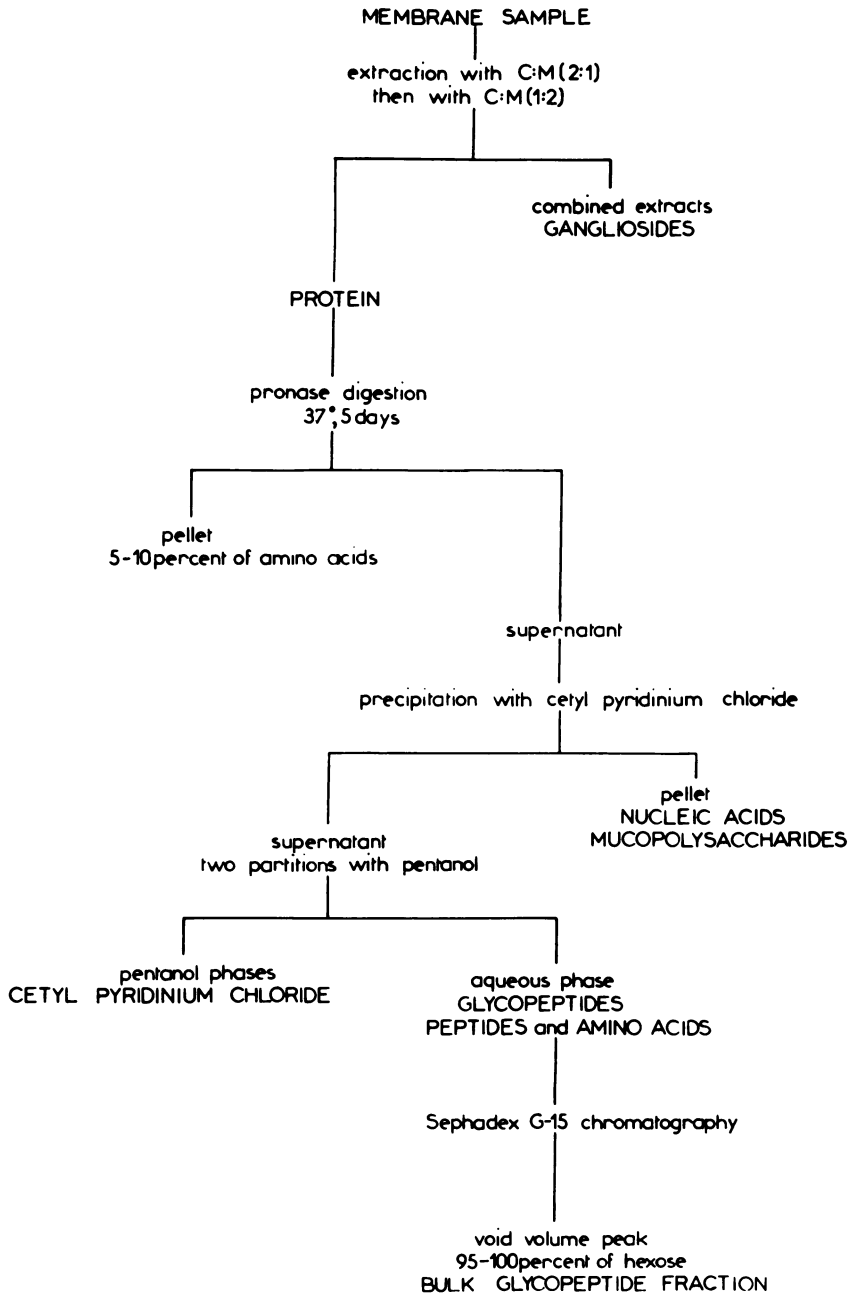 MEMBRANE SAMPLE
extraction with C:M(2:1)
then with C:M(1:2)
combined extracts
GANGLIOSIDES
PROTEIN
pronase digestion
37°, 5 days
pellet
5-10 percent of amino acids
supernatant
precipitation with cetyl pyridinium chloride
pellet
NUCLEIC ACIDS
MUCOPOLYSACCHARIDES
supernatant
two partitions with pentanol
pentanol phases
CETYL PYRIDINIUM CHLORIDE
aqueous phase
GLYCOPEPTIDES
PEPTIDES and AMINO ACIDS
Sephadex G-15 chromatography
void volume peak
95-100 percent of hexose
BULK GLYCOPEPTIDE FRACTION